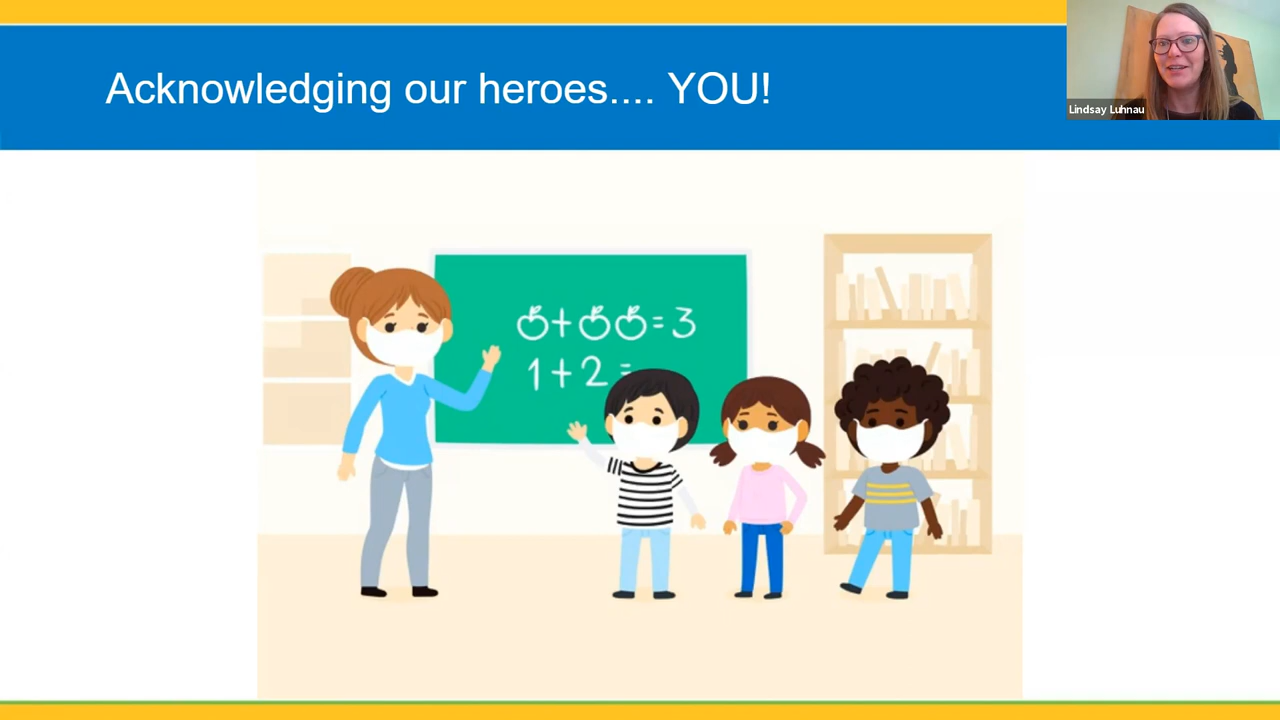 Acknowledging our heroes.... YOU!
Lindsay Luhnau
+ = 3
1 + 2 =